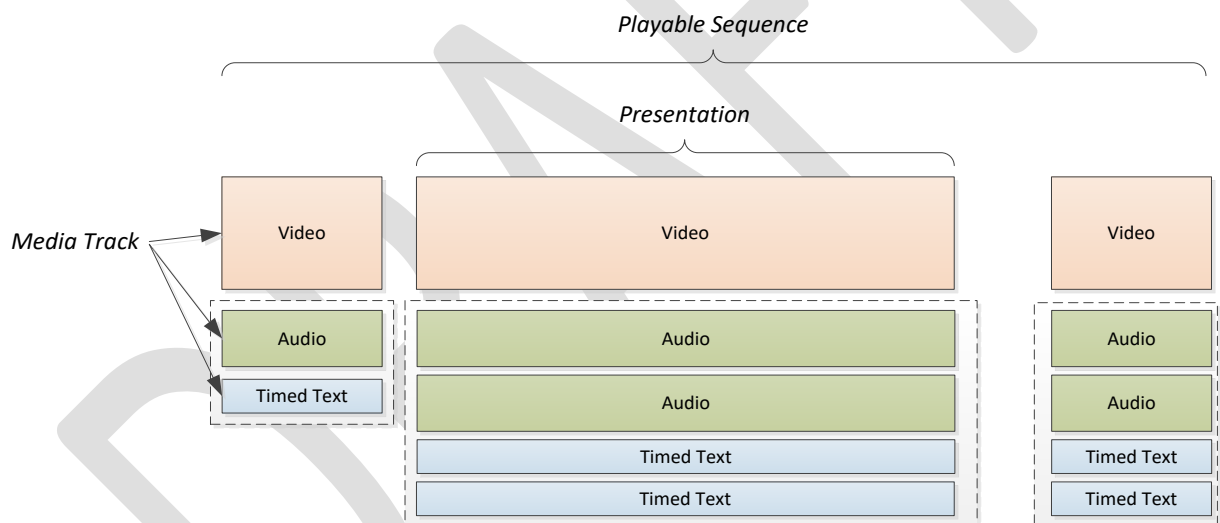 Playable Sequence
Presentation
Media Track
Video
Video
Video
Audio
Audio
Audio
Timed Text
Audio
Audio
Timed Text
Timed Text
Timed Text
Timed Text